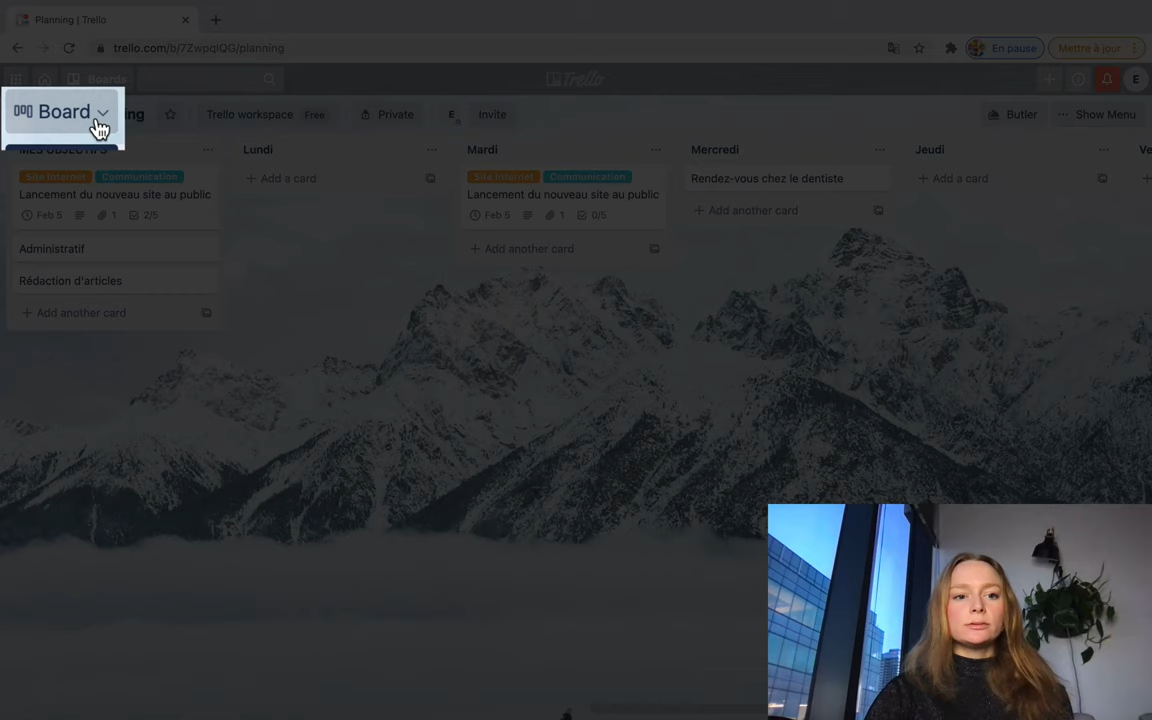 Planning | Trello
trello.com/b/7ZwpqIQG/planning
En pause
Mettre à jour
Boards
Trello
E
Board
ing
Trello workspace Free
Private
E
Invite
Butler
Show Menu
MES OBJECTIFS
Site Internet Communication
Lancement du nouveau site au public
Feb 5 1 2/5
Administratif
Rédaction d'articles
+ Add another card
Lundi
+ Add a card
Mardi
Site Internet Communication
Lancement du nouveau site au public
Feb 5 1 0/5
+ Add another card
Mercredi
Rendez-vous chez le dentiste
+ Add another card
Jeudi
+ Add a card
Ve